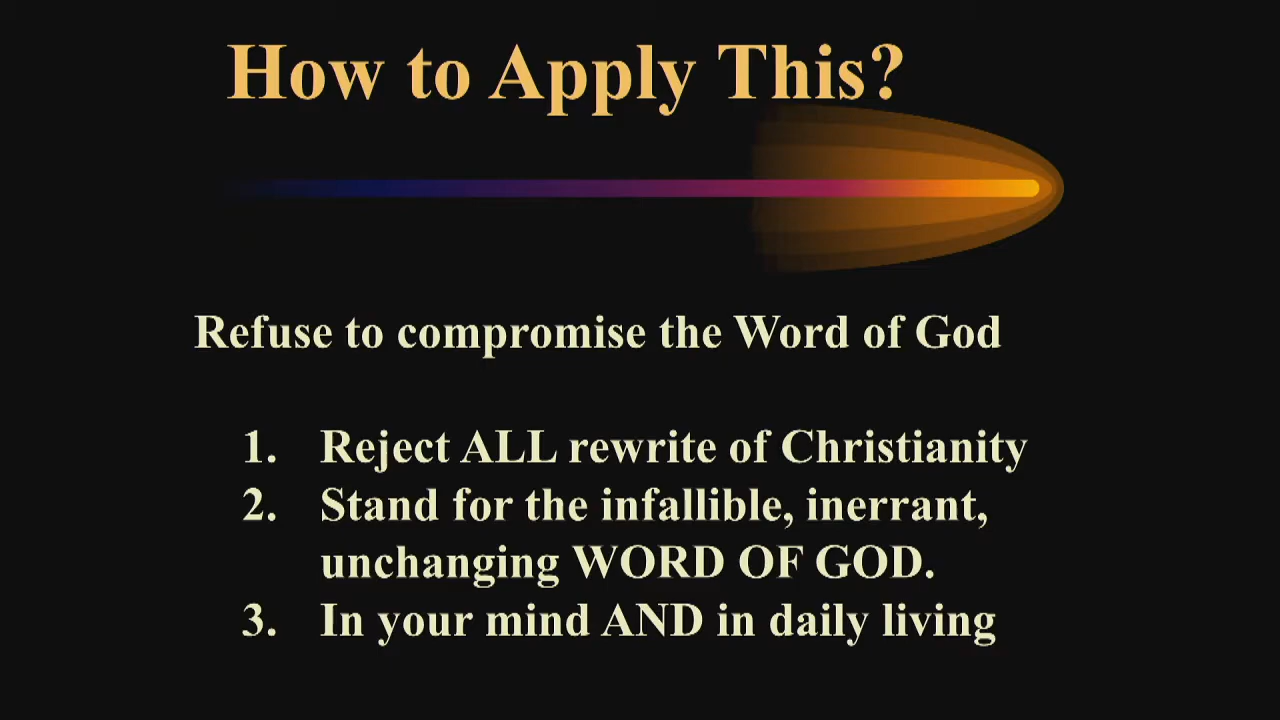 How to Apply This?
Refuse to compromise the Word of God
1. Reject ALL rewrite of Christianity
2. Stand for the infallible, inerrant,
unchanging WORD OF GOD.
3. In your mind AND in daily living